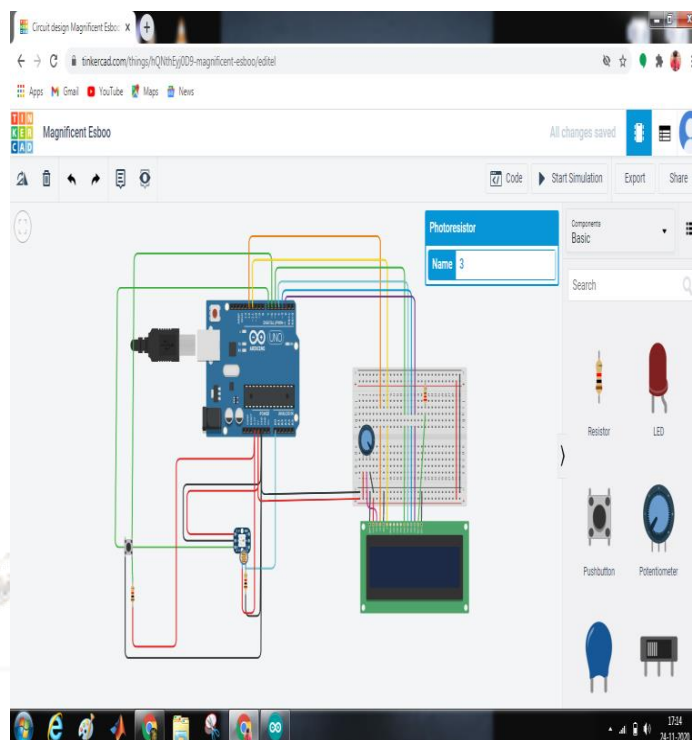 Circuit design Magnificent Esboo
tinkercad.com/things/hQNthEyj0D9-magnificent-esboo/editel
Apps Gmail YouTube Maps News
TIN
KER
CAD
Magnificent Esboo
All changes saved
Code Start Simulation Export Share
Photoresistor
Name 3
Components
Basic
Search
UNO
ARDUINO
Resistor LED
Pushbutton Potentiometer
17:14
24-11-2020